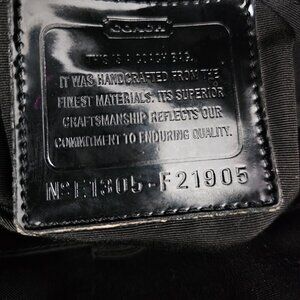 COACH
THIS IS A COACH BAG.
IT WAS HANDCRAFTED FROM THE
FINEST MATERIALS. ITS SUPERIOR
CRAFTSMANSHIP REFLECTS OUR
COMMITMENT TO ENDURING QUALITY.
Nº E1305-F21905